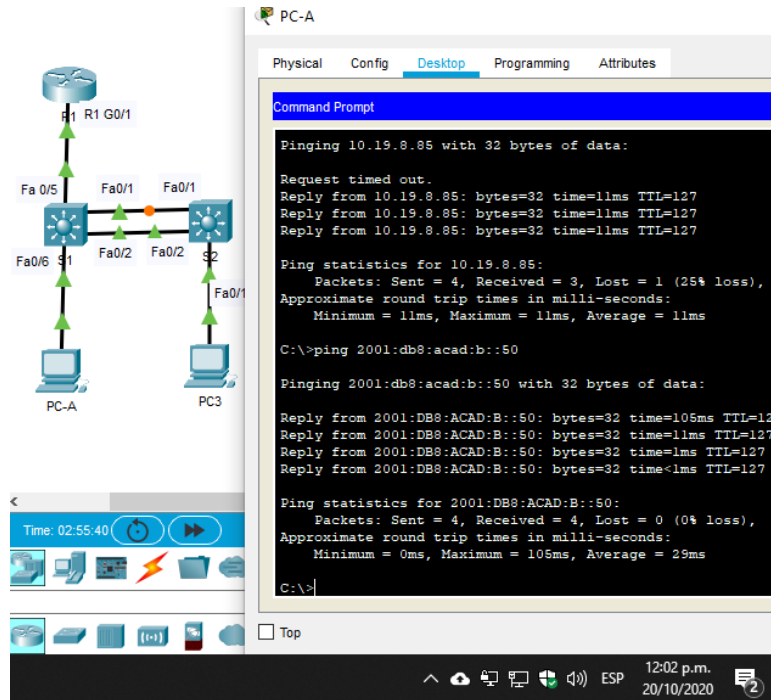 PC-A
Physical Config Desktop Programming Attributes
Command Prompt
Pinging 10.19.8.85 with 32 bytes of data:
Request timed out.
Reply from 10.19.8.85: bytes=32 time=11ms TTL=127
Reply from 10.19.8.85: bytes=32 time=11ms TTL=127
Reply from 10.19.8.85: bytes=32 time=11ms TTL=127
Ping statistics for 10.19.8.85:
Packets: Sent = 4, Received = 3, Lost = 1 (25% loss),
Approximate round trip times in milli-seconds:
Minimum = 11ms, Maximum = 11ms, Average = 11ms
C:\>ping 2001:db8:acad:b::50
Pinging 2001:db8:acad:b::50 with 32 bytes of data:
Reply from 2001:DB8:ACAD:B::50: bytes=32 time=105ms TTL=12
Reply from 2001:DB8:ACAD:B::50: bytes=32 time=11ms TTL=127
Reply from 2001:DB8:ACAD:B::50: bytes=32 time=1ms TTL=127
Reply from 2001:DB8:ACAD:B::50: bytes=32 time<1ms TTL=127
Ping statistics for 2001:DB8:ACAD:B::50:
Packets: Sent = 4, Received = 4, Lost = 0 (0% loss),
Approximate round trip times in milli-seconds:
Minimum = 0ms, Maximum = 105ms, Average = 29ms
C:\>
Top
R1 R1 G0/1
Fa 0/5 Fa0/1 Fa0/1
Fa0/6 S1 Fa0/2 Fa0/2 S2
Fa0/1
PC-A PC3
Time: 02:55:40
ESP
12:02 p.m.
20/10/2020
2